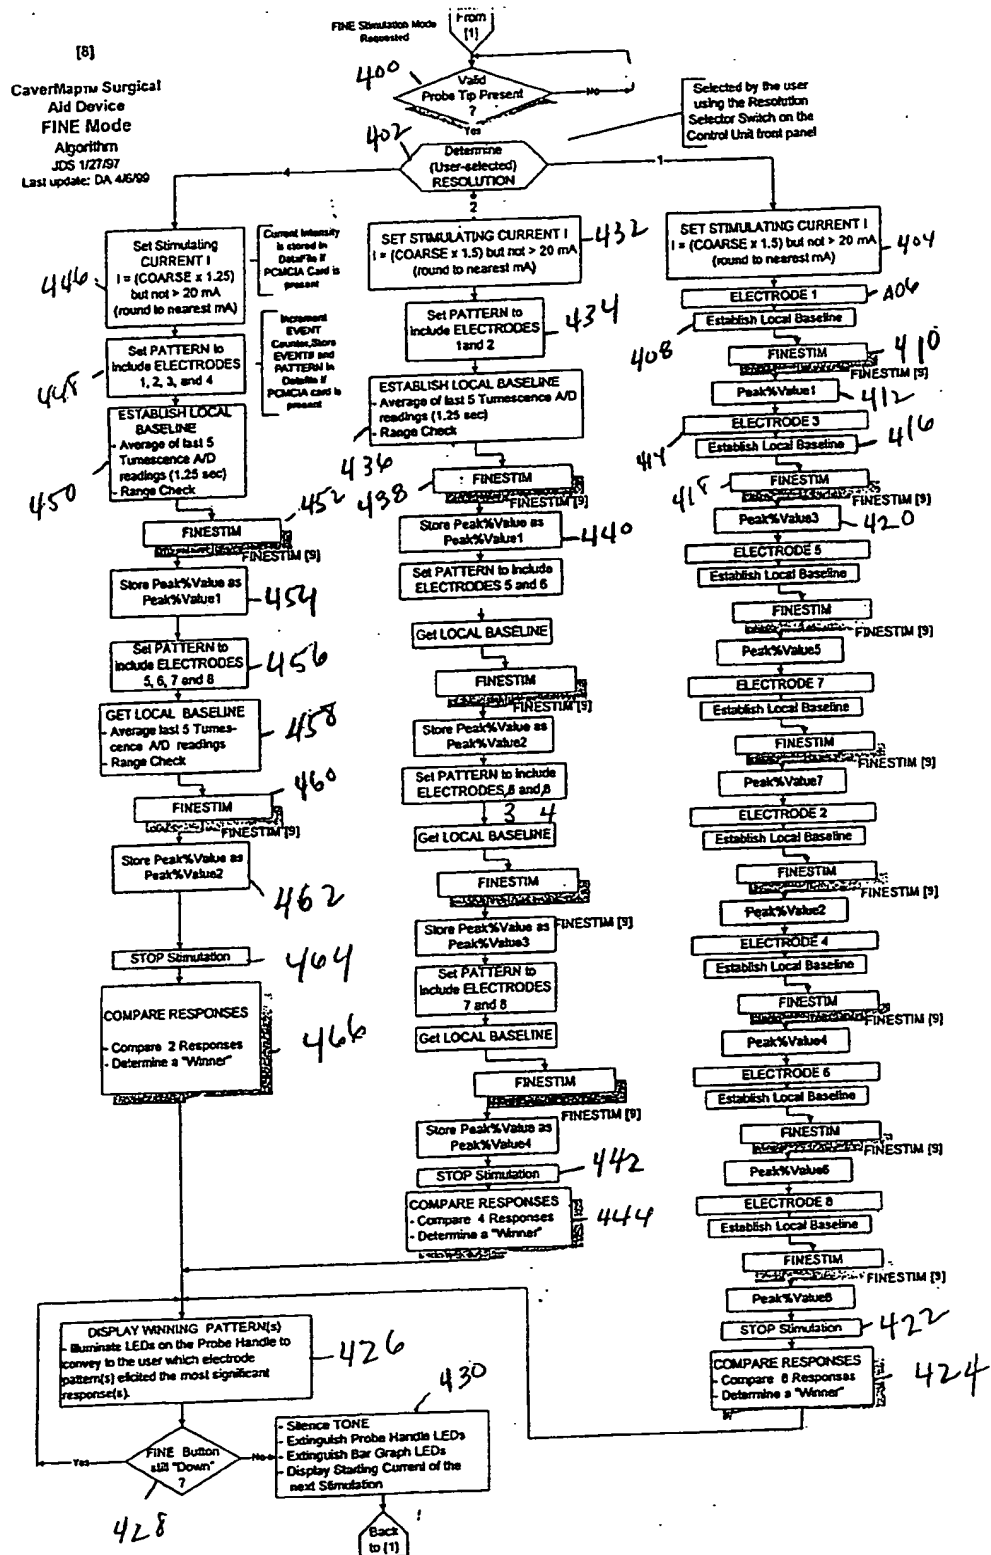 FINE Stimulation Mode
Requested
From
[1]
[8]
CaverMapTM Surgical
Aid Device
FINE Mode
Algorithm
JDS 1/27/97
Last update: DA 4/6/99
400
Valid
Probe Tip Present
?
No
Yes
Selected by the user
using the Resolution
Selector Switch on the
Control Unit front panel
402
Determine
(User-selected)
RESOLUTION
4
2
1
446
Set Stimulating
CURRENT I
I = (COARSE x 1.25)
but not > 20 mA
(round to nearest mA)
Current Intensity
is stored in
DataFile if
PCMCIA Card is
present
448
Set PATTERN to
include ELECTRODES
1, 2, 3, and 4
Increment
EVENT
Counter,Store
EVENT# and
PATTERN in
Datafile if
PCMCIA card is
present
450
ESTABLISH LOCAL
BASELINE
- Average of last 5
Tumescence A/D
readings (1.25 sec)
- Range Check
452
FINESTIM
FINESTIM [9]
Store Peak%Value as
Peak%Value1
454
Set PATTERN to
include ELECTRODES
5, 6, 7 and 8
456
GET LOCAL BASELINE
- Average last 5 Tumes-
cence A/D readings
- Range Check
458
460
FINESTIM
FINESTIM [9]
Store Peak%Value as
Peak%Value2
462
STOP Stimulation
464
COMPARE RESPONSES
- Compare 2 Responses
- Determine a "Winner"
466
SET STIMULATING CURRENT I
I = (COARSE x 1.5) but not > 20 mA
(round to nearest mA)
432
Set PATTERN to
include ELECTRODES
1and 2
434
ESTABLISH LOCAL BASELINE
- Average of last 5 Tumescence A/D
readings (1.25 sec)
- Range Check
436
438
FINESTIM
FINESTIM [9]
Store Peak%Value as
Peak%Value1
440
Set PATTERN to include
ELECTRODES 5 and 6
Get LOCAL BASELINE
FINESTIM
FINESTIM [9]
Store Peak%Value as
Peak%Value2
Set PATTERN to include
ELECTRODES
3 4
Get LOCAL BASELINE
FINESTIM
FINESTIM [9]
Store Peak%Value as
Peak%Value3
Set PATTERN to
include ELECTRODES
7 and 8
Get LOCAL BASELINE
FINESTIM
FINESTIM [9]
Store Peak%Value as
Peak%Value4
STOP Stimulation
442
COMPARE RESPONSES
- Compare 4 Responses
- Determine a "Winner"
444
SET STIMULATING CURRENT I
I = (COARSE x 1.5) but not > 20 mA
(round to nearest mA)
404
ELECTRODE 1
406
Establish Local Baseline
408
FINESTIM
410
FINESTIM [9]
Peak%Value1
412
ELECTRODE 3
414
Establish Local Baseline
416
FINESTIM
418
FINESTIM [9]
Peak%Value3
420
ELECTRODE 5
Establish Local Baseline
FINESTIM
FINESTIM [9]
Peak%Value5
ELECTRODE 7
Establish Local Baseline
FINESTIM
FINESTIM [9]
Peak%Value7
ELECTRODE 2
Establish Local Baseline
FINESTIM
FINESTIM [9]
Peak%Value2
ELECTRODE 4
Establish Local Baseline
FINESTIM
FINESTIM [9]
Peak%Value4
ELECTRODE 6
Establish Local Baseline
FINESTIM
FINESTIM [9]
Peak%Value6
ELECTRODE 8
Establish Local Baseline
FINESTIM
FINESTIM [9]
Peak%Value8
STOP Stimulation
422
COMPARE RESPONSES
- Compare 8 Responses
- Determine a "Winner"
424
DISPLAY WINNING PATTERN(s)
- Illuminate LEDs on the Probe Handle to
convey to the user which electrode
pattern(s) elicited the most significant
response(s).
426
FINE Button
still "Down"
?
Yes
No
428
430
- Silence TONE
- Extinguish Probe Handle LEDs
- Extinguish Bar Graph LEDs
- Display Starting Current of the
next Stimulation
Back
to [1]